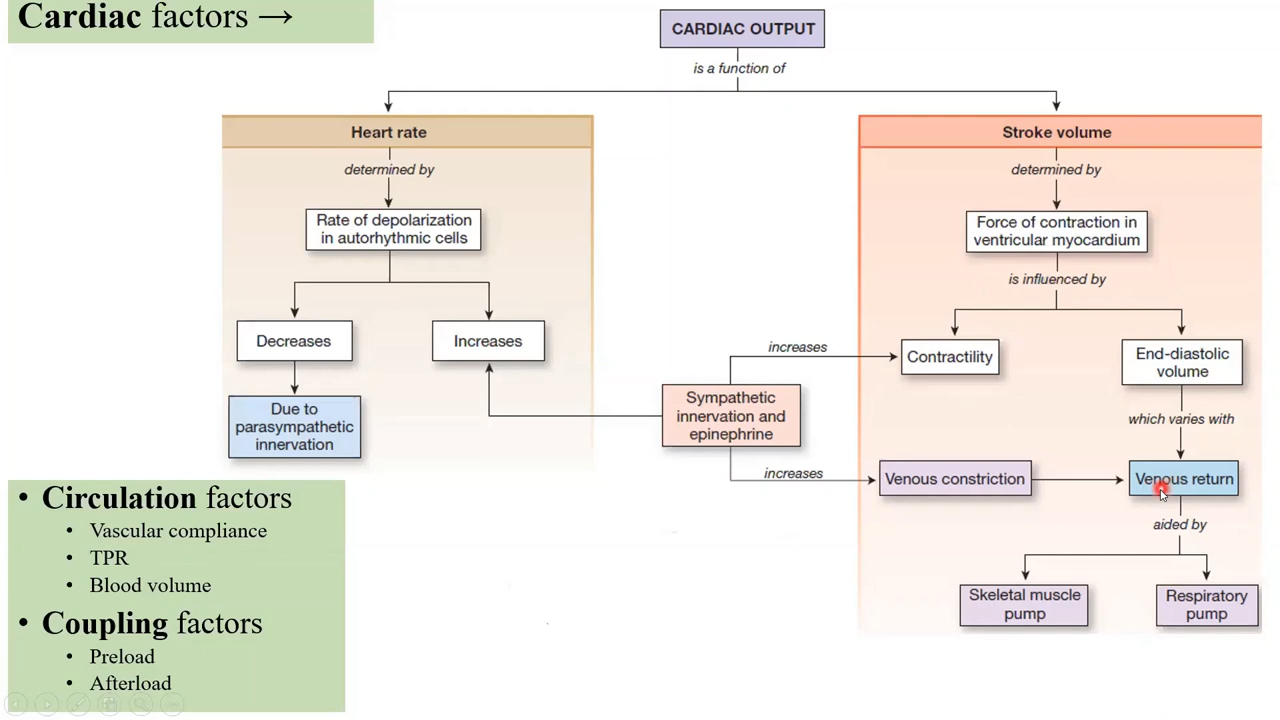 Cardiac factors →
CARDIAC OUTPUT
is a function of
Heart rate
determined by
Rate of depolarization
in autorhythmic cells
Decreases
Increases
Due to
parasympathetic
innervation
Sympathetic
innervation and
epinephrine
increases
increases
Stroke volume
determined by
Force of contraction in
ventricular myocardium
is influenced by
Contractility
End-diastolic
volume
which varies with
Venous constriction
Venous return
aided by
Skeletal muscle
pump
Respiratory
pump
• Circulation factors
• Vascular compliance
• TPR
• Blood volume
• Coupling factors
• Preload
• Afterload